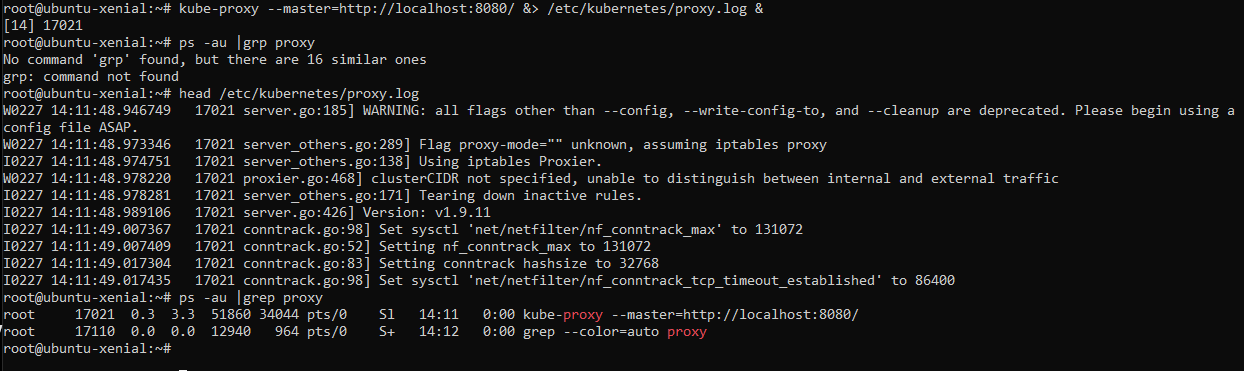 root@ubuntu-xenial:~# kube-proxy --master=http://localhost:8080/ &> /etc/kubernetes/proxy.log &
[14] 17021
root@ubuntu-xenial:~# ps -au |grp proxy
No command 'grp' found, but there are 16 similar ones
grp: command not found
root@ubuntu-xenial:~# head /etc/kubernetes/proxy.log
W0227 14:11:48.946749   17021 server.go:185] WARNING: all flags other than --config, --write-config-to, and --cleanup are deprecated. Please begin using a
config file ASAP.
W0227 14:11:48.973346   17021 server_others.go:289] Flag proxy-mode="" unknown, assuming iptables proxy
I0227 14:11:48.974751   17021 server_others.go:138] Using iptables Proxier.
W0227 14:11:48.978220   17021 proxier.go:468] clusterCIDR not specified, unable to distinguish between internal and external traffic
I0227 14:11:48.978281   17021 server_others.go:171] Tearing down inactive rules.
I0227 14:11:48.989106   17021 server.go:426] Version: v1.9.11
I0227 14:11:49.007367   17021 conntrack.go:98] Set sysctl 'net/netfilter/nf_conntrack_max' to 131072
I0227 14:11:49.007409   17021 conntrack.go:52] Setting nf_conntrack_max to 131072
I0227 14:11:49.017304   17021 conntrack.go:83] Setting conntrack hashsize to 32768
I0227 14:11:49.017435   17021 conntrack.go:98] Set sysctl 'net/netfilter/nf_conntrack_tcp_timeout_established' to 86400
root@ubuntu-xenial:~# ps -au |grep proxy
root     17021  0.3  3.3  51860 34044 pts/0    Sl   14:11   0:00 kube-proxy --master=http://localhost:8080/
root     17110  0.0  0.0  12940   964 pts/0    S+   14:12   0:00 grep --color=auto proxy
root@ubuntu-xenial:~#